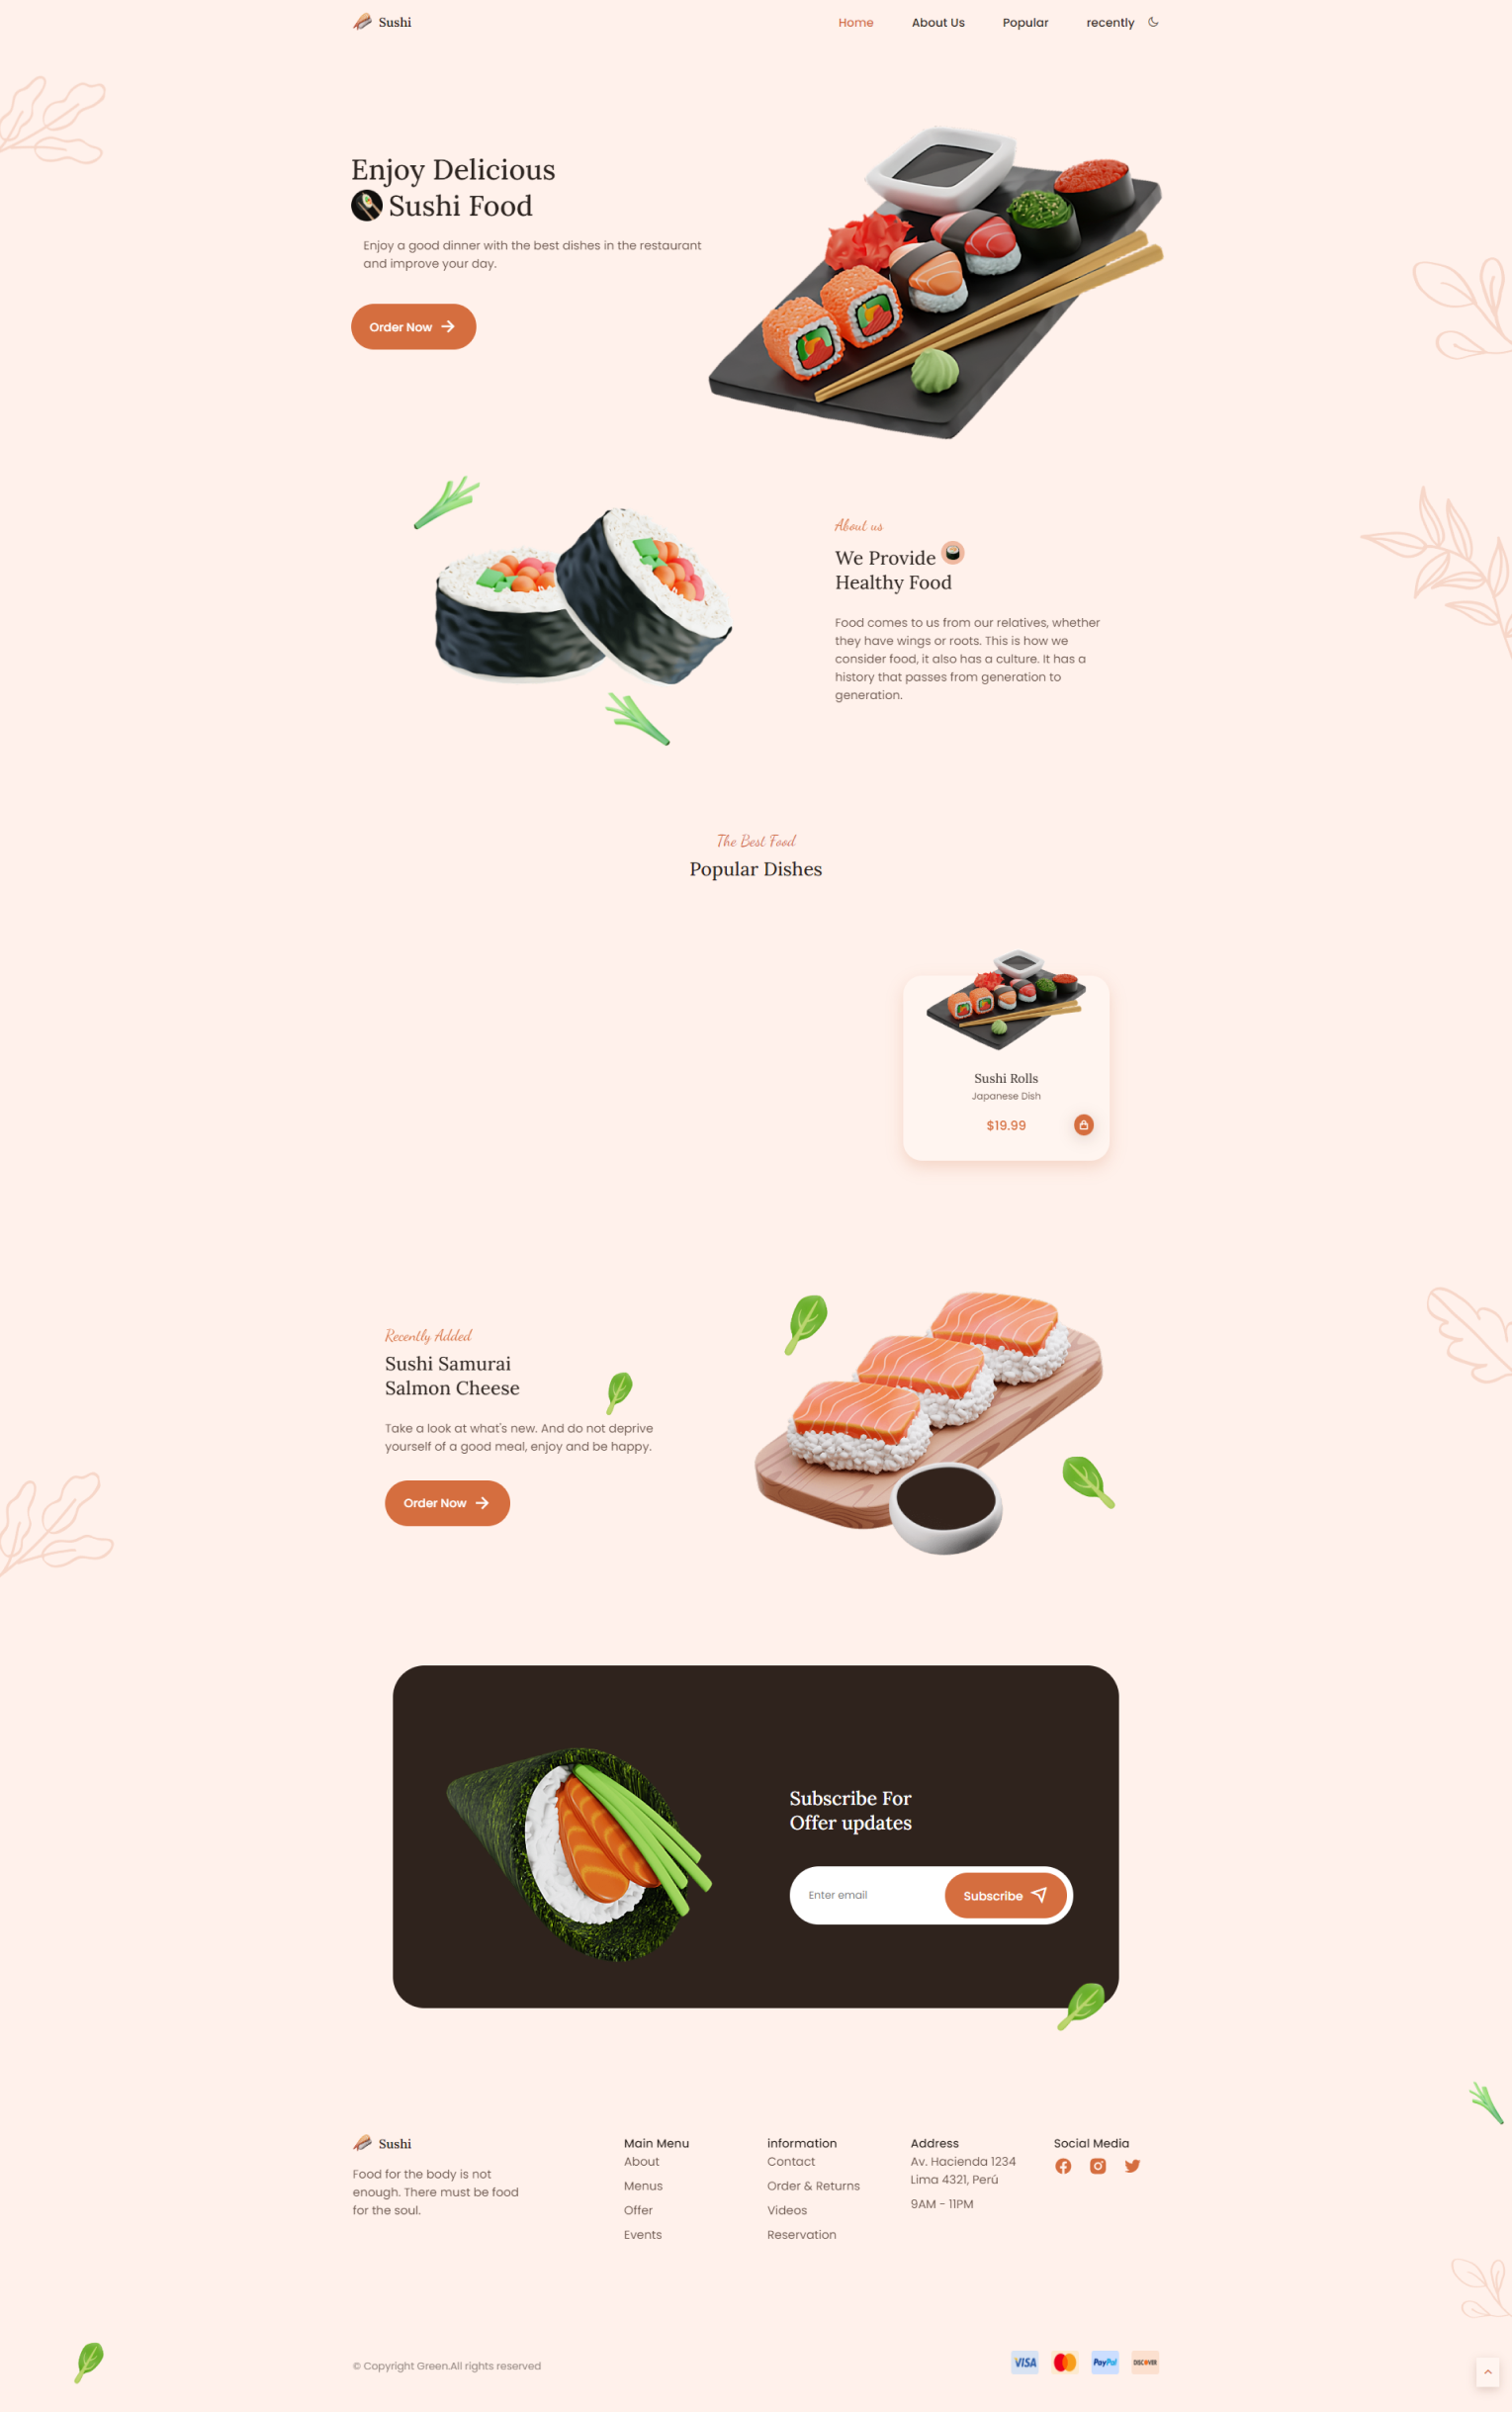 Sushi
Home
About Us
Popular
recently
Enjoy Delicious
Sushi Food
Enjoy a good dinner with the best dishes in the restaurant
and improve your day.
Order Now
About us
We Provide
Healthy Food
Food comes to us from our relatives, whether
they have wings or roots. This is how we
consider food, it also has a culture. It has a
history that passes from generation to
generation.
The Best Food
Popular Dishes
Sushi Rolls
Japanese Dish
$19.99
Recently Added
Sushi Samurai
Salmon Cheese
Take a look at what's new. And do not deprive
yourself of a good meal, enjoy and be happy.
Order Now
Subscribe For
Offer updates
Enter email
Subscribe
Sushi
Food for the body is not
enough. There must be food
for the soul.
Main Menu
About
Menus
Offer
Events
information
Contact
Order & Returns
Videos
Reservation
Address
Av. Hacienda 1234
Lima 4321, Perú
9AM - 11PM
Social Media
© Copyright Green.All rights reserved
VISA
PayPal
DISCOVER